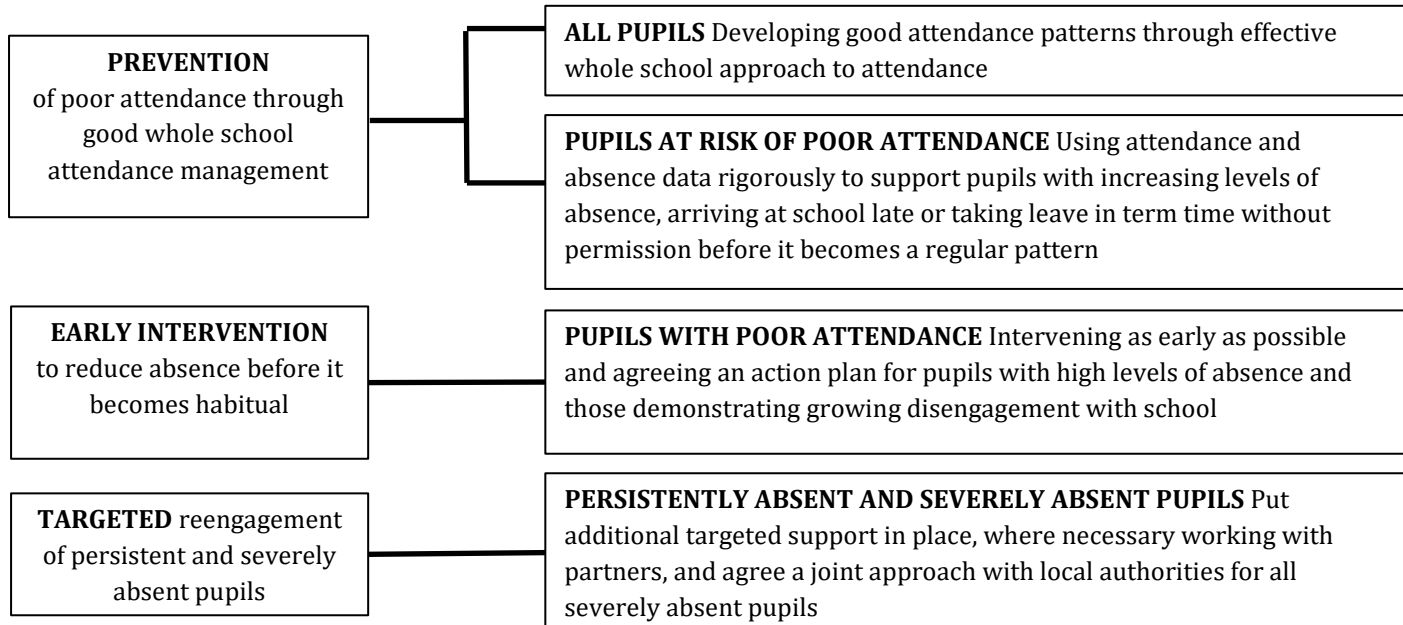 PREVENTION
of poor attendance through
good whole school
attendance management
ALL PUPILS Developing good attendance patterns through effective
whole school approach to attendance
PUPILS AT RISK OF POOR ATTENDANCE Using attendance and
absence data rigorously to support pupils with increasing levels of
absence, arriving at school late or taking leave in term time without
permission before it becomes a regular pattern
EARLY INTERVENTION
to reduce absence before it
becomes habitual
PUPILS WITH POOR ATTENDANCE Intervening as early as possible
and agreeing an action plan for pupils with high levels of absence and
those demonstrating growing disengagement with school
TARGETED reengagement
of persistent and severely
absent pupils
PERSISTENTLY ABSENT AND SEVERELY ABSENT PUPILS Put
additional targeted support in place, where necessary working with
partners, and agree a joint approach with local authorities for all
severely absent pupils